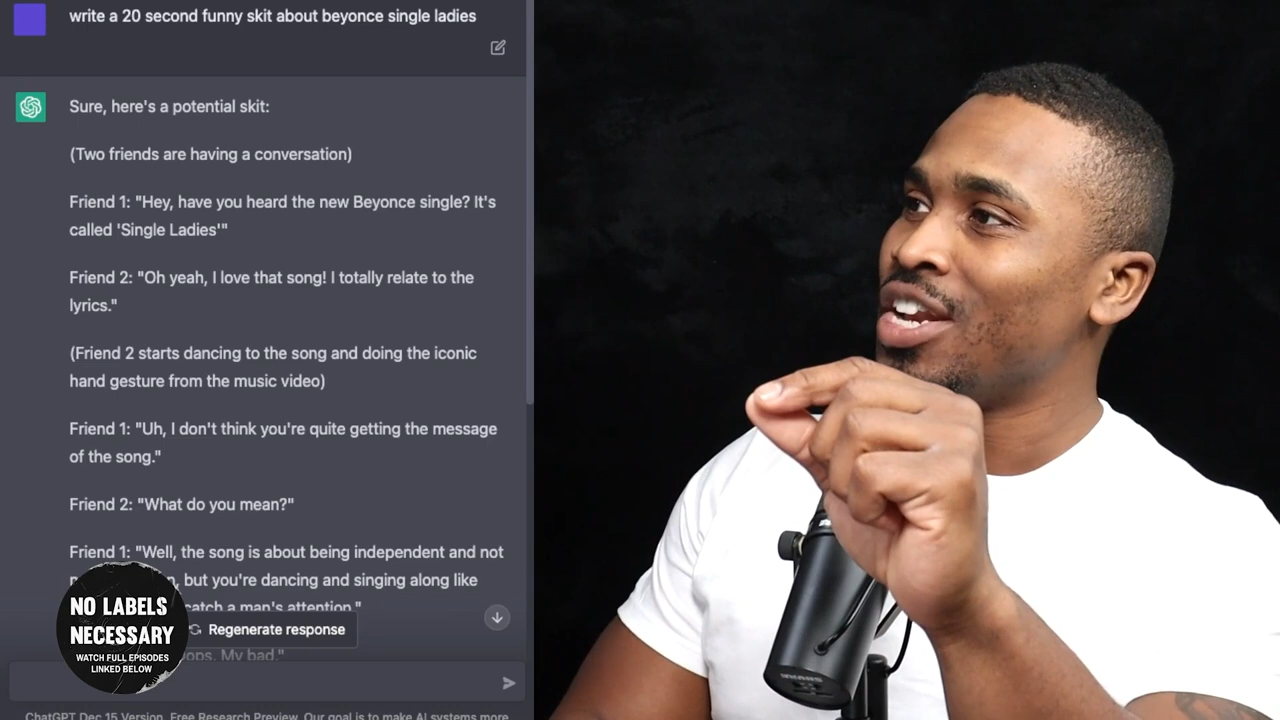 write a 20 second funny skit about beyonce single ladies
Sure, here's a potential skit:
(Two friends are having a conversation)
Friend 1: "Hey, have you heard the new Beyonce single? It's
called 'Single Ladies'"
Friend 2: "Oh yeah, I love that song! I totally relate to the
lyrics."
(Friend 2 starts dancing to the song and doing the iconic
hand gesture from the music video)
Friend 1: "Uh, I don't think you're quite getting the message
of the song."
Friend 2: "What do you mean?"
Friend 1: "Well, the song is about being independent and not
but you're dancing and singing along like
catch a man's attention."
Regenerate response
My bad."
NO LABELS
NECESSARY
WATCH FULL EPISODES
LINKED BELOW
ChatGPT Dec 15 Version. Free Research Preview. Our goal is to make AI systems more